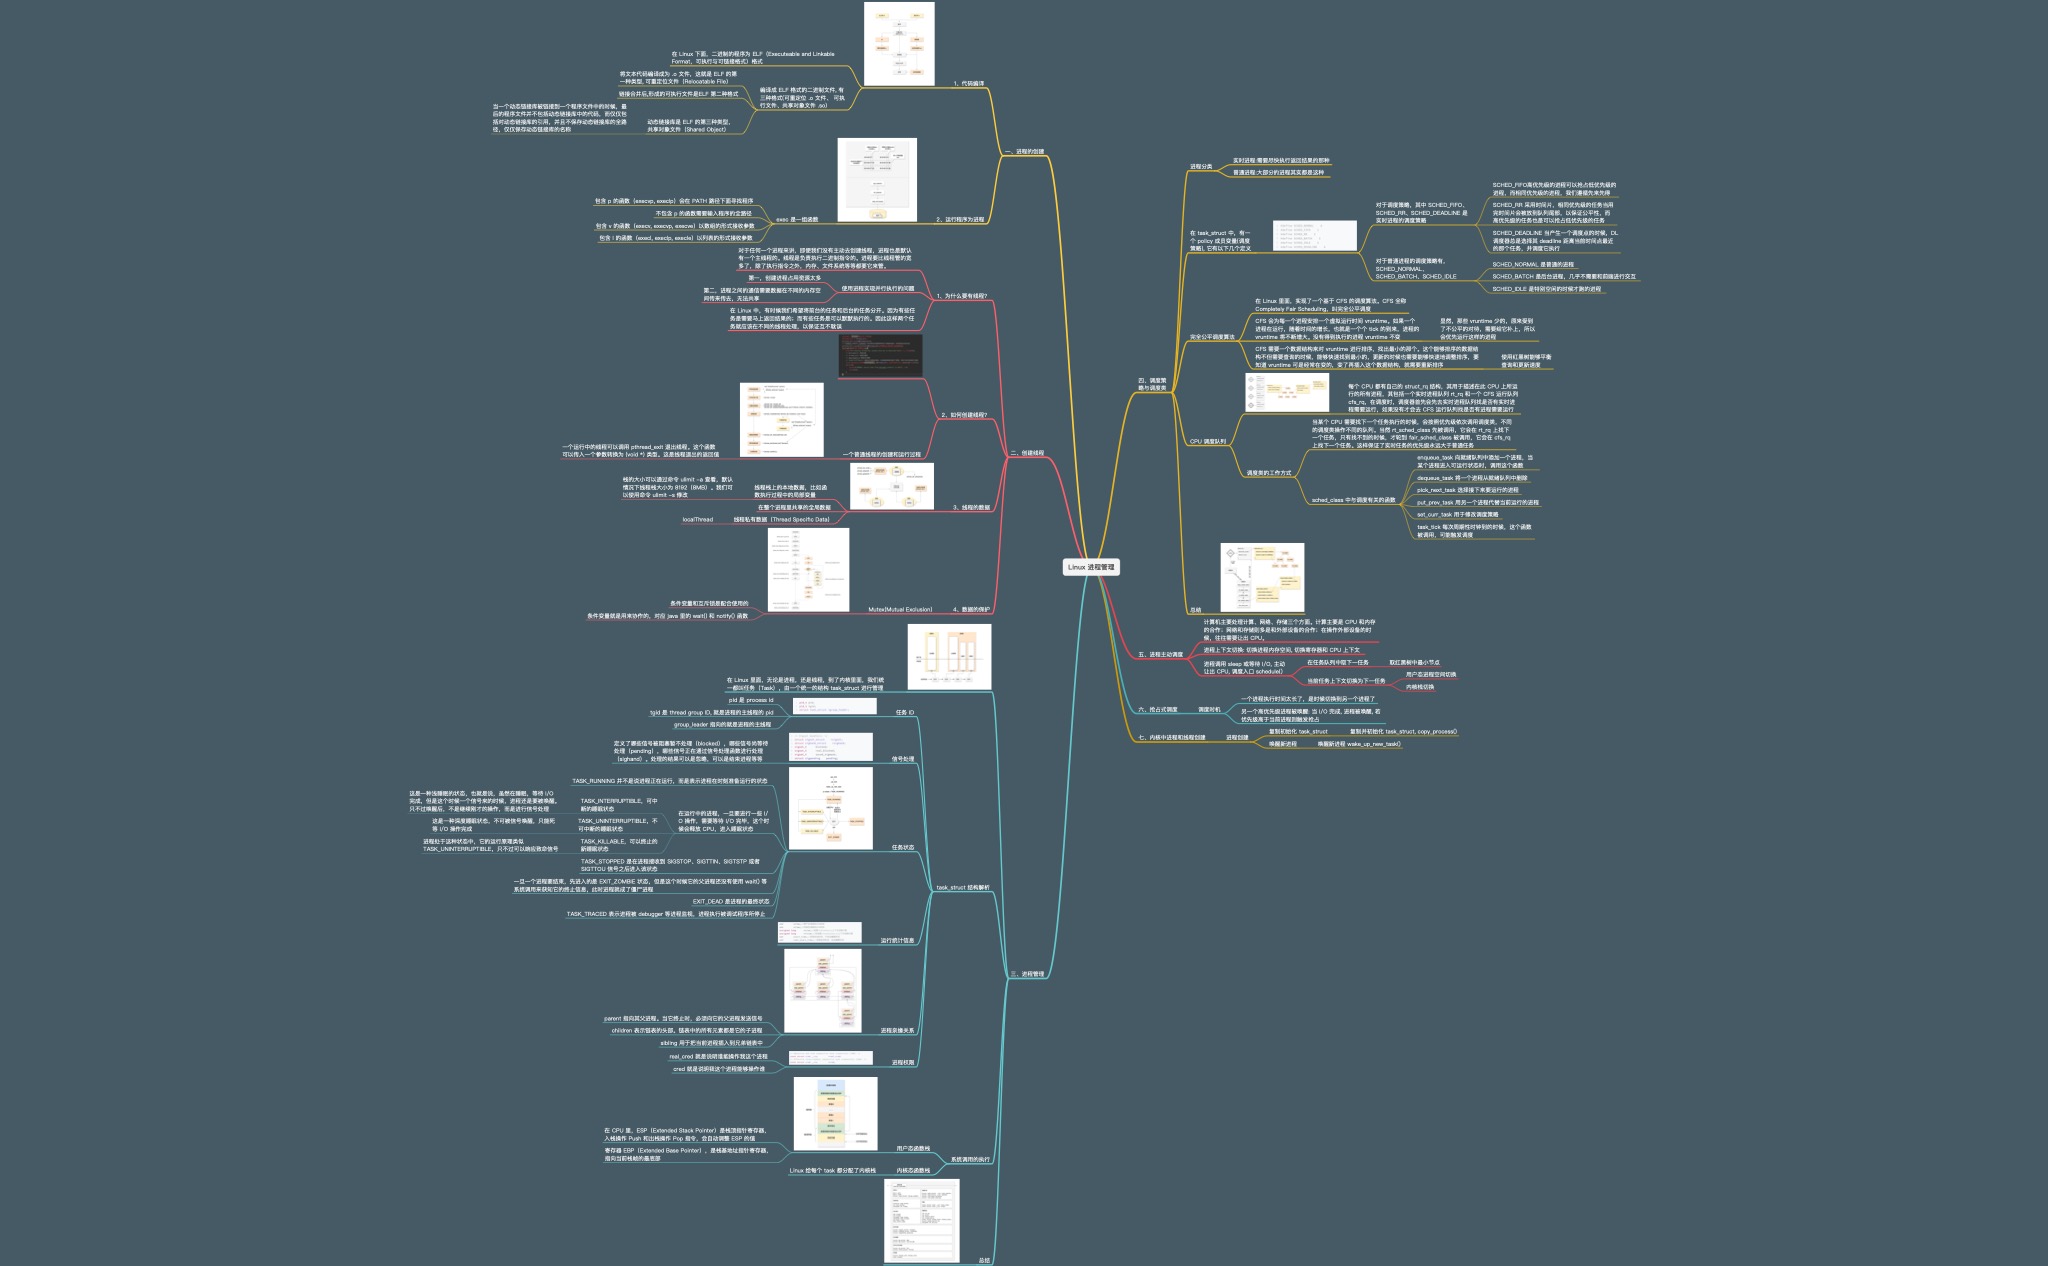 Linux 进程管理
一、进程的创建
1、代码编译
在 Linux 下面，二进制的程序为 ELF（Executeable and Linkable
Format，可执行与可链接格式）格式
编译成 ELF 格式的二进制文件, 有
三种格式(可重定位 .o 文件、 可执
行文件、共享对象文件 .so)
将文本代码编译成为 .o 文件，这就是 ELF 的第
一种类型, 可重定位文件（Relocatable File）
链接合并后,形成的可执行文件是ELF 第二种格式
动态链接库是 ELF 的第三种类型，
共享对象文件（Shared Object）
当一个动态链接库被链接到一个程序文件中的时候，最
后的程序文件并不包括动态链接库中的代码，而仅仅包
括对动态链接库的引用，并且不保存动态链接库的全路
径，仅仅保存动态链接库的名称
2、运行程序为进程
exec 是一组函数
包含 p 的函数（execvp, execlp）会在 PATH 路径下面寻找程序
不包含 p 的函数需要输入程序的全路径
包含 v 的函数（execv, execvp, execve）以数组的形式接收参数
包含 l 的函数（execl, execlp, execle）以列表的形式接收参数
二、创建线程
1、为什么要有线程？
对于任何一个进程来讲，即便我们没有主动去创建线程，进程也是默认
有一个主线程的。线程是负责执行二进制指令的。进程要比线程管的宽
多了，除了执行指令之外，内存、文件系统等等都要它来管。
使用进程实现并行执行的问题
第一，创建进程占用资源太多
第二，进程之间的通信需要数据在不同的内存空
间传来传去，无法共享
在 Linux 中，有时候我们希望将前台的任务和后台的任务分开。因为有些任
务是需要马上返回结果的；而有些任务是可以默默执行的。因此这样两个任
务就应该在不同的线程处理，以保证互不耽误
2、如何创建线程？
一个普通线程的创建和运行过程
一个运行中的线程可以调用 pthread_exit 退出线程。这个函数
可以传入一个参数转换为 (void *) 类型。这是线程退出的返回值
3、线程的数据
线程栈上的本地数据，比如函
数执行过程中的局部变量
栈的大小可以通过命令 ulimit -a 查看，默认
情况下线程栈大小为 8192（8MB）。我们可
以使用命令 ulimit -s 修改
在整个进程里共享的全局数据
线程私有数据（Thread Specific Data）
localThread
4、数据的保护
Mutex(Mutual Exclusion)
条件变量和互斥锁是配合使用的
条件变量就是用来协作的，对应 java 里的 wait() 和 notify() 函数
三、进程管理
在 Linux 里面，无论是进程，还是线程，到了内核里面，我们统
一都叫任务（Task），由一个统一的结构 task_struct 进行管理
task_struct 结构解析
任务 ID
pid 是 process id
tgid 是 thread group ID, 就是进程的主线程的 pid
group_leader 指向的就是进程的主线程
信号处理
定义了哪些信号被阻塞暂不处理（blocked），哪些信号尚等待
处理（pending），哪些信号正在通过信号处理函数进行处理
（sighand）。处理的结果可以是忽略，可以是结束进程等等
任务状态
TASK_RUNNING 并不是说进程正在运行，而是表示进程在时刻准备运行的状态
在运行中的进程，一旦要进行一些 I/
O 操作，需要等待 I/O 完毕，这个时
候会释放 CPU，进入睡眠状态
TASK_INTERRUPTIBLE，可中
断的睡眠状态
这是一种浅睡眠的状态，也就是说，虽然在睡眠，等待 I/O
完成，但是这个时候一个信号来的时候，进程还是要被唤醒。
只不过唤醒后，不是继续刚才的操作，而是进行信号处理
TASK_UNINTERRUPTIBLE，不
可中断的睡眠状态
这是一种深度睡眠状态，不可被信号唤醒，只能死
等 I/O 操作完成
TASK_KILLABLE，可以终止的
新睡眠状态
进程处于这种状态中，它的运行原理类似
TASK_UNINTERRUPTIBLE，只不过可以响应致命信号
TASK_STOPPED 是在进程接收到 SIGSTOP、SIGTTIN、SIGTSTP 或者
SIGTTOU 信号之后进入该状态
一旦一个进程要结束，先进入的是 EXIT_ZOMBIE 状态，但是这个时候它的父进程还没有使用 wait() 等
系统调用来获知它的终止信息，此时进程就成了僵尸进程
EXIT_DEAD 是进程的最终状态
TASK_TRACED 表示进程被 debugger 等进程监视，进程执行被调试程序所停止
运行统计信息
进程亲缘关系
parent 指向其父进程。当它终止时，必须向它的父进程发送信号
children 表示链表的头部。链表中的所有元素都是它的子进程
sibling 用于把当前进程插入到兄弟链表中
进程权限
real_cred 就是说明谁能操作我这个进程
cred 就是说明我这个进程能够操作谁
系统调用的执行
用户态函数栈
在 CPU 里，ESP（Extended Stack Pointer）是栈顶指针寄存器，
入栈操作 Push 和出栈操作 Pop 指令，会自动调整 ESP 的值
寄存器 EBP（Extended Base Pointer），是栈基地址指针寄存器，
指向当前栈帧的最底部
内核态函数栈
Linux 给每个 task 都分配了内核栈
总结
四、调度策
略与调度类
进程分类
实时进程:需要尽快执行返回结果的那种
普通进程:大部分的进程其实都是这种
在 task_struct 中，有一
个 policy 成员变量(调度
策略), 它有以下几个定义
对于调度策略，其中 SCHED_FIFO、
SCHED_RR、SCHED_DEADLINE 是
实时进程的调度策略
SCHED_FIFO高优先级的进程可以抢占低优先级的
进程，而相同优先级的进程，我们遵循先来先得
SCHED_RR 采用时间片，相同优先级的任务当用
完时间片会被放到队列尾部，以保证公平性，而
高优先级的任务也是可以抢占低优先级的任务
SCHED_DEADLINE 当产生一个调度点的时候，DL
调度器总是选择其 deadline 距离当前时间点最近
的那个任务，并调度它执行
对于普通进程的调度策略有，
SCHED_NORMAL、
SCHED_BATCH、SCHED_IDLE
SCHED_NORMAL 是普通的进程
SCHED_BATCH 是后台进程，几乎不需要和前端进行交互
SCHED_IDLE 是特别空闲的时候才跑的进程
完全公平调度算法
在 Linux 里面，实现了一个基于 CFS 的调度算法。CFS 全称
Completely Fair Scheduling，叫完全公平调度
CFS 会为每一个进程安排一个虚拟运行时间 vruntime。如果一个
进程在运行，随着时间的增长，也就是一个个 tick 的到来，进程的
vruntime 将不断增大。没有得到执行的进程 vruntime 不变
显然，那些 vruntime 少的，原来受到
了不公平的对待，需要给它补上，所以
会优先运行这样的进程
CFS 需要一个数据结构来对 vruntime 进行排序，找出最小的那个。这个能够排序的数据结
构不但需要查询的时候，能够快速找到最小的，更新的时候也需要能够快速地调整排序，要
知道 vruntime 可是经常在变的，变了再插入这个数据结构，就需要重新排序
使用红黑树能够平衡
查询和更新速度
CPU 调度队列
每个 CPU 都有自己的 struct_rq 结构，其用于描述在此 CPU 上所运
行的所有进程，其包括一个实时进程队列 rt_rq 和一个 CFS 运行队列
cfs_rq，在调度时，调度器首先会先去实时进程队列找是否有实时进
程需要运行，如果没有才会去 CFS 运行队列找是否有进程需要运行
调度类的工作方式
当某个 CPU 需要找下一个任务执行的时候，会按照优先级依次调用调度类，不同
的调度类操作不同的队列。当然 rt_sched_class 先被调用，它会在 rt_rq 上找下
一个任务，只有找不到的时候，才轮到 fair_sched_class 被调用，它会在 cfs_rq
上找下一个任务。这样保证了实时任务的优先级永远大于普通任务
sched_class 中与调度有关的函数
enqueue_task 向就绪队列中添加一个进程，当
某个进程进入可运行状态时，调用这个函数
dequeue_task 将一个进程从就绪队列中删除
pick_next_task 选择接下来要运行的进程
put_prev_task 用另一个进程代替当前运行的进程
set_curr_task 用于修改调度策略
task_tick 每次周期性时钟到的时候，这个函数
被调用，可能触发调度
总结
五、进程主动调度
计算机主要处理计算、网络、存储三个方面。计算主要是 CPU 和内存
的合作；网络和存储则多是和外部设备的合作；在操作外部设备的时
候，往往需要让出 CPU。
进程上下文切换: 切换进程内存空间, 切换寄存器和 CPU 上下文
进程调用 sleep 或等待 I/O, 主动
让出 CPU, 调度入口 schedule()
在任务队列中取下一任务
取红黑树中最小节点
当前任务上下文切换为下一任务
用户态进程空间切换
内核栈切换
六、抢占式调度
调度时机
一个进程执行时间太长了，是时候切换到另一个进程了
另一个高优先级进程被唤醒: 当 I/O 完成, 进程被唤醒, 若
优先级高于当前进程则触发抢占
七、内核中进程和线程创建
进程创建
复制初始化 task_struct
复制并初始化 task_struct, copy_process()
唤醒新进程
唤醒新进程 wake_up_new_task()